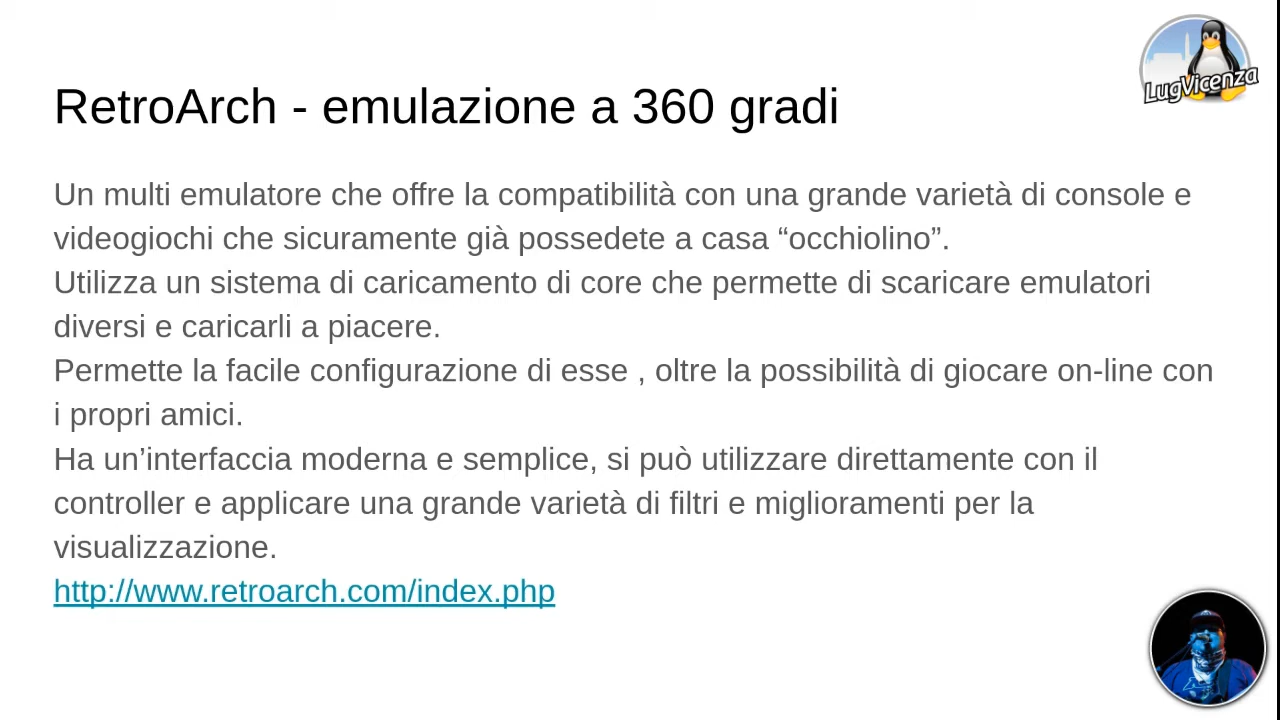 LugVicenza
RetroArch - emulazione a 360 gradi
Un multi emulatore che offre la compatibilità con una grande varietà di console e
videogiochi che sicuramente già possedete a casa “occhiolino”.
Utilizza un sistema di caricamento di core che permette di scaricare emulatori
diversi e caricarli a piacere.
Permette la facile configurazione di esse , oltre la possibilità di giocare on-line con
i propri amici.
Ha un’interfaccia moderna e semplice, si può utilizzare direttamente con il
controller e applicare una grande varietà di filtri e miglioramenti per la
visualizzazione.
http://www.retroarch.com/index.php